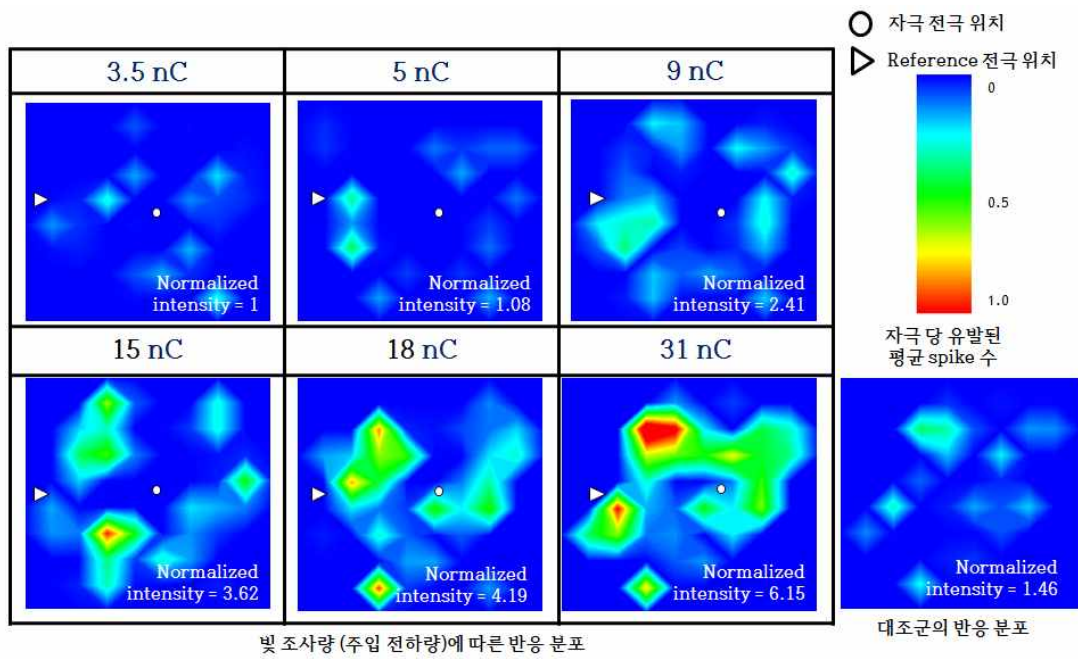 자극 전극 위치
Reference 전극 위치
3.5 nC
5 nC
9 nC
Normalized
intensity = 1
Normalized
intensity = 1.08
Normalized
intensity = 2.41
0
0.5
1.0
자극 당 유발된
평균 spike 수
15 nC
18 nC
31 nC
Normalized
intensity = 3.62
Normalized
intensity = 4.19
Normalized
intensity = 6.15
Normalized
intensity = 1.46
빛 조사량 (주입 전하량)에 따른 반응 분포
대조군의 반응 분포